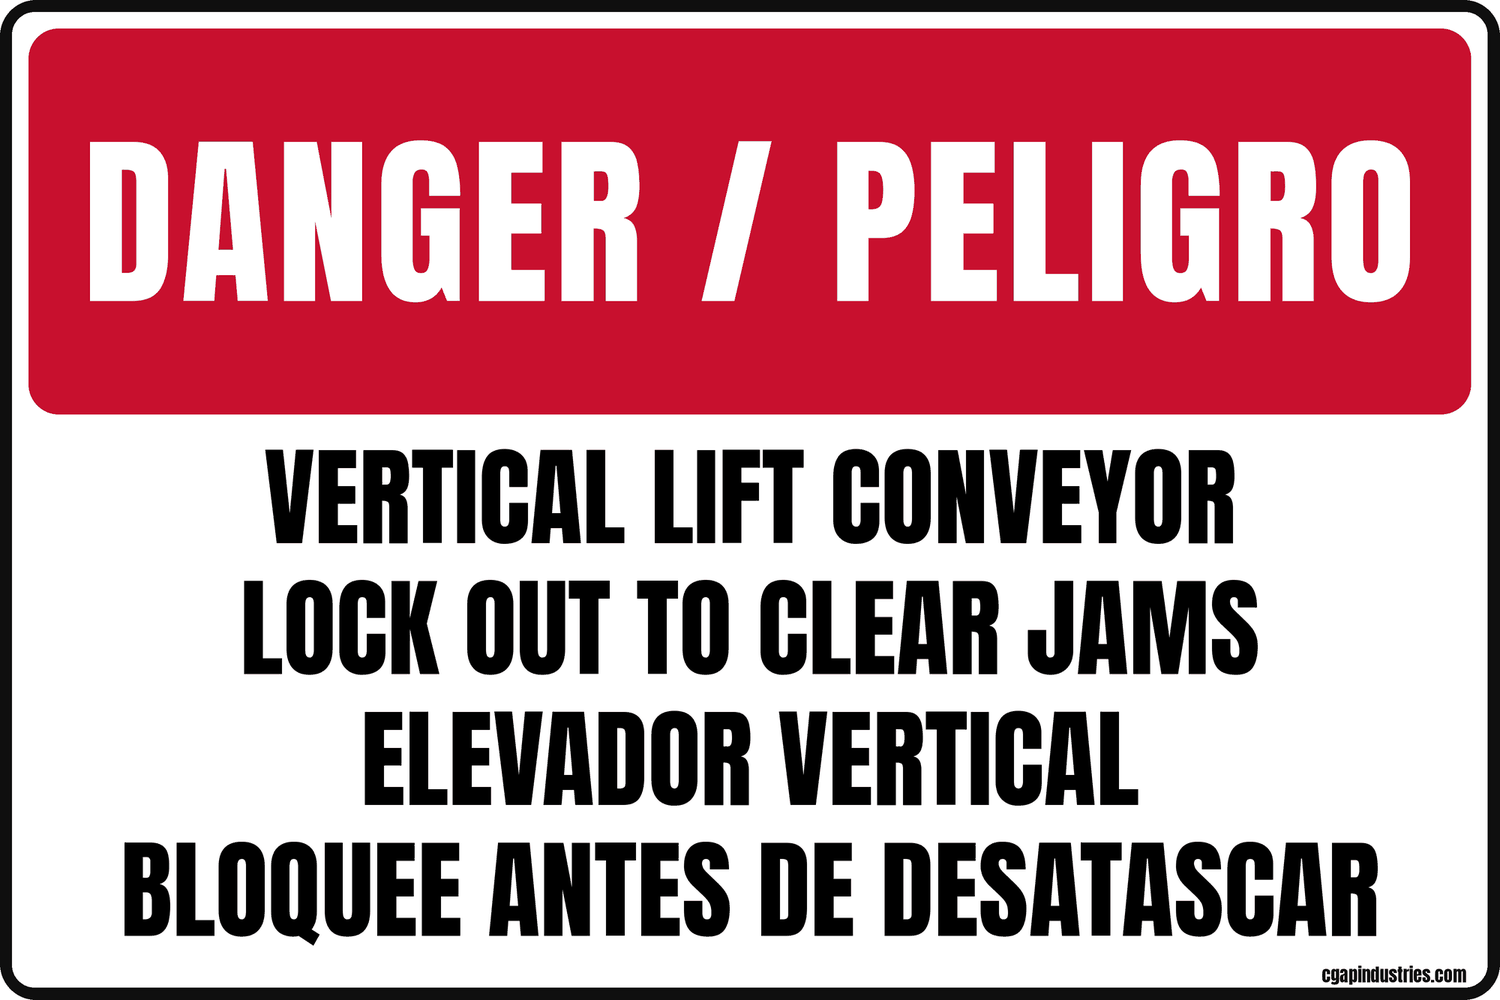 DANGER / PELIGRO
VERTICAL LIFT CONVEYOR
LOCK OUT TO CLEAR JAMS
ELEVADOR VERTICAL
BLOQUEE ANTES DE DESATASCAR
cgapindustries.com